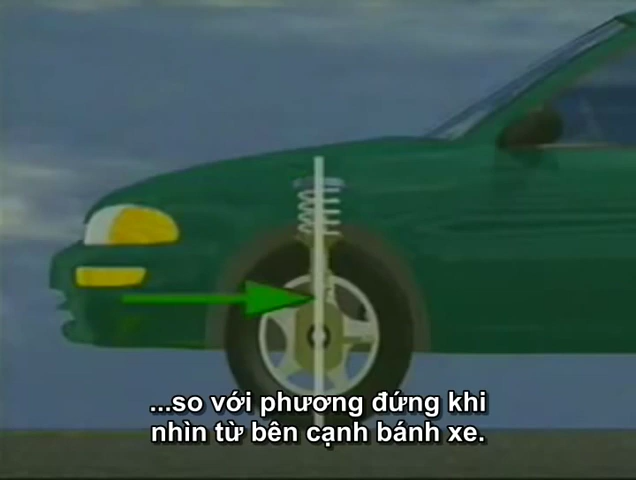 ...so với phương đứng khi
nhìn từ bên cạnh bánh xe.